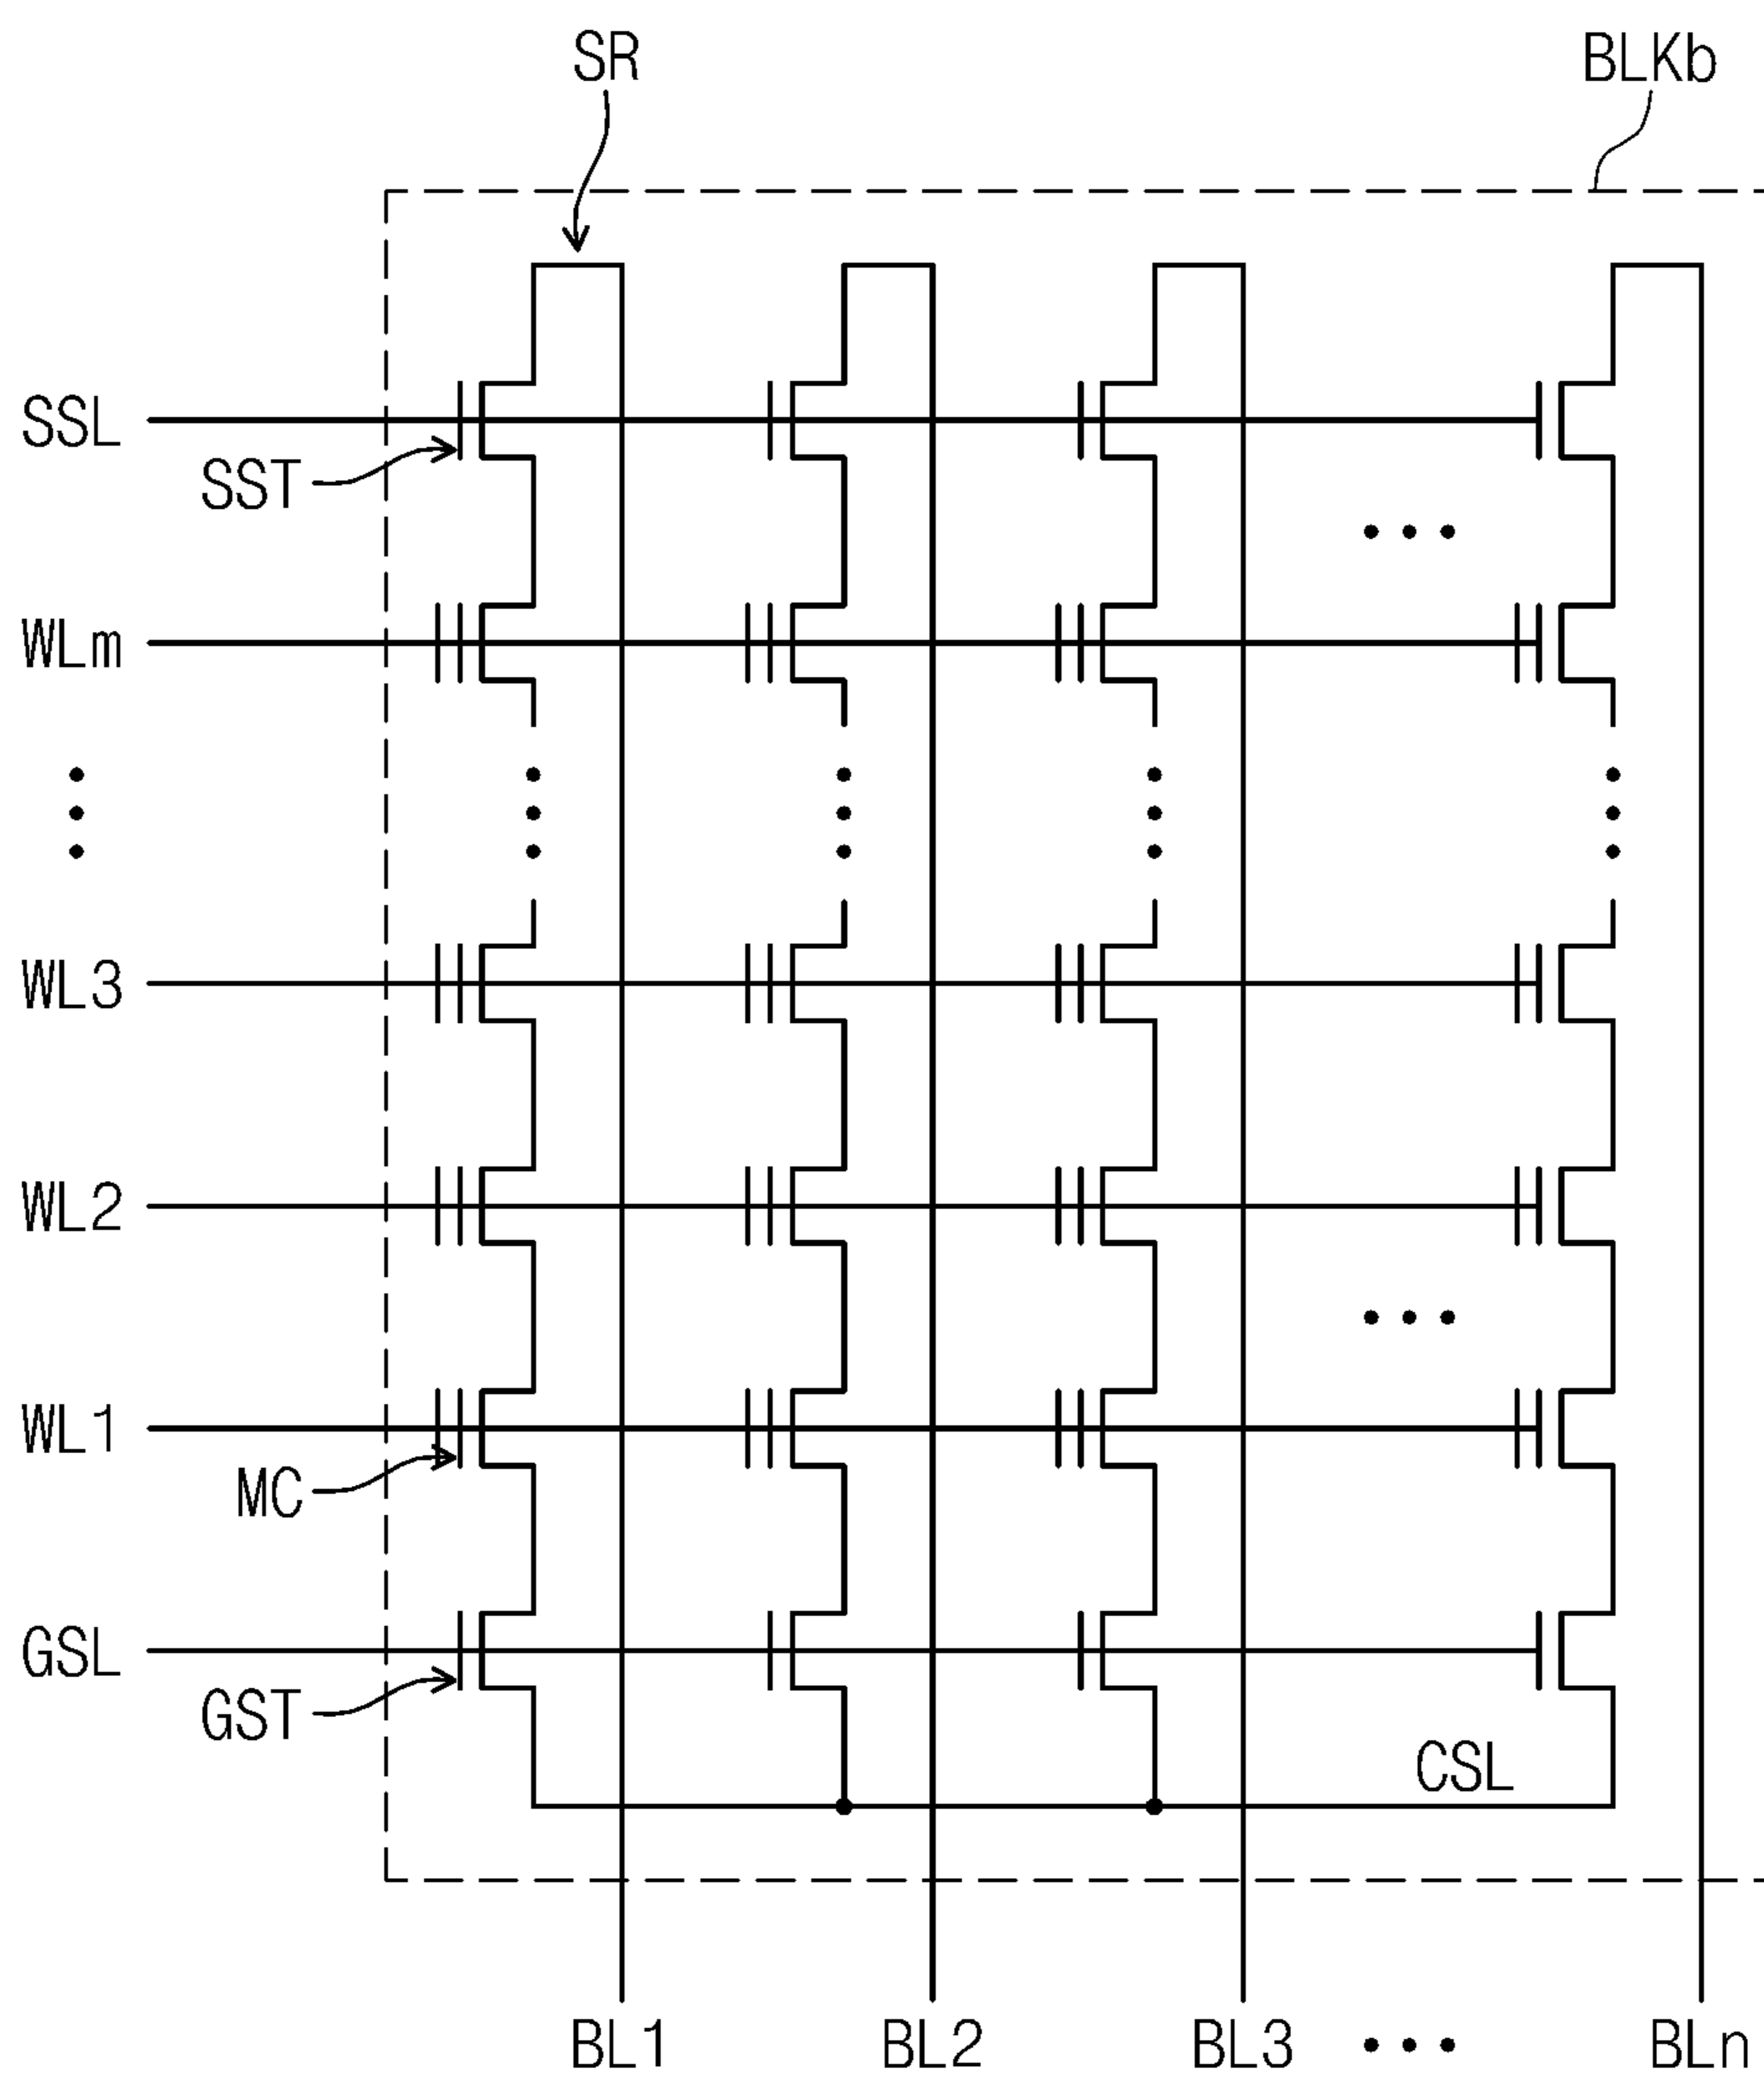 SR
BLKb
SSL
SST
WLm
WL3
WL2
WL1
MC
GSL
GST
CSL
BL1 BL2 BL3 ••• BLn